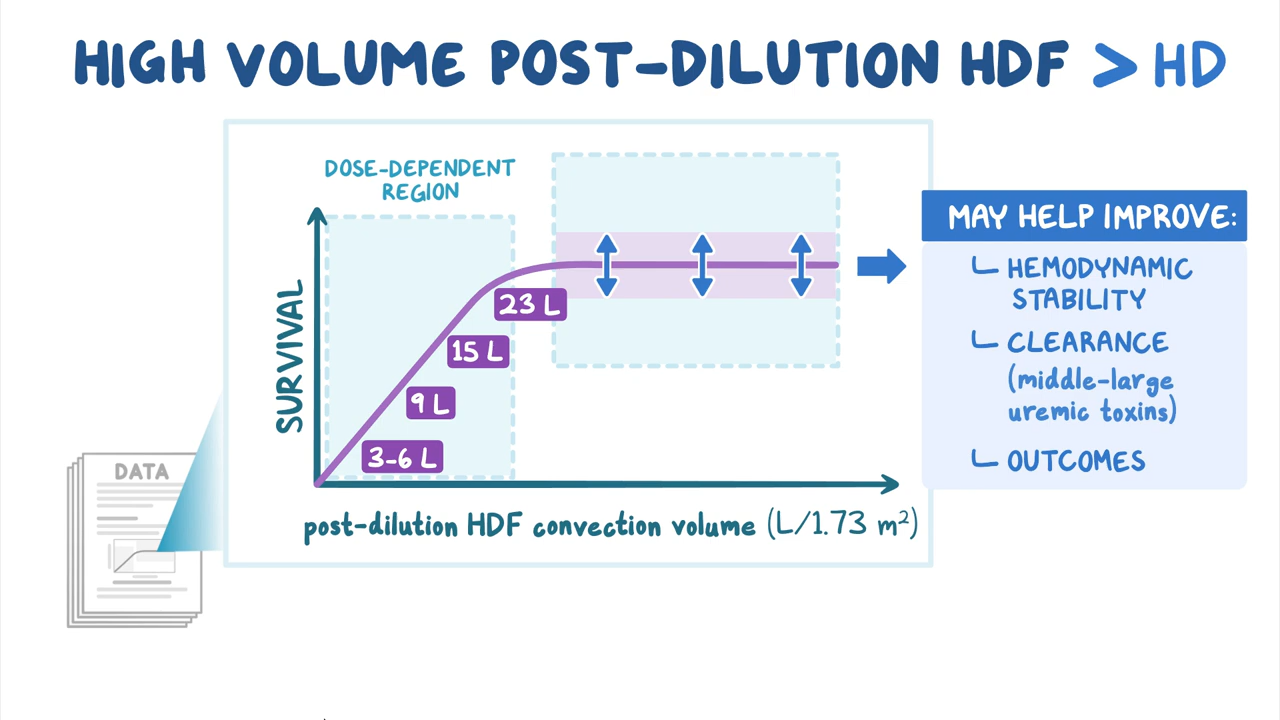 HIGH VOLUME POST-DILUTION HDF > HD
DOSE-DEPENDENT
REGION
SURVIVAL
23 L
15 L
9 L
3-6 L
post-dilution HDF convection volume (L/1.73 m²)
DATA
MAY HELP IMPROVE:
HEMODYNAMIC
STABILITY
CLEARANCE
(middle-large
uremic toxins)
OUTCOMES